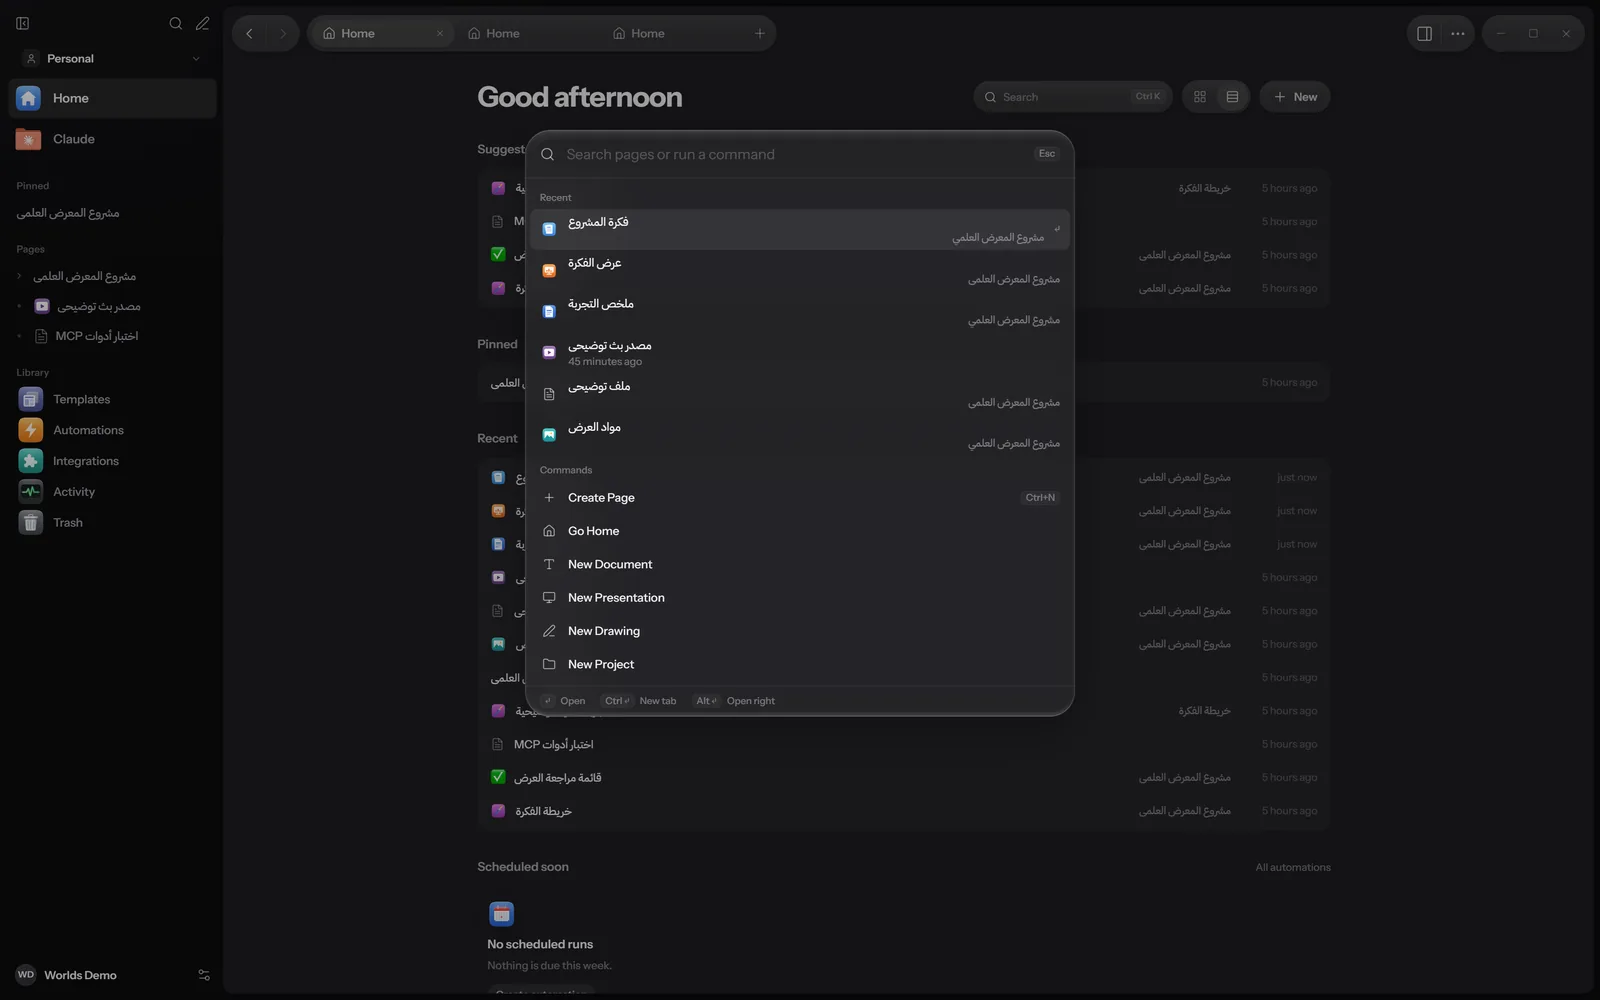 Personal
Home
Claude
Pinned
مشروع المعرض العلمي
Pages
مشروع المعرض العلمي
مصدر بث توضيحي
اختبار أدوات MCP
Library
Templates
Automations
Integrations
Activity
Trash
WD Worlds Demo
Home
Home
Home
Good afternoon
Search Ctrl K
New
5 hours ago
خريطة الفكرة
5 hours ago
مشروع المعرض العلمي 5 hours ago
مشروع المعرض العلمي 5 hours ago
Pinned
العلمي 5 hours ago
Recent
مشروع المعرض العلمي just now
مشروع المعرض العلمي just now
مشروع المعرض العلمي just now
5 hours ago
مشروع المعرض العلمي 5 hours ago
مشروع المعرض العلمي 5 hours ago
العلمي 5 hours ago
خريطة الفكرة 5 hours ago
اختبار أدوات MCP 5 hours ago
قائمة مراجعة العرض مشروع المعرض العلمي 5 hours ago
خريطة الفكرة مشروع المعرض العلمي 5 hours ago
Scheduled soon All automations
No scheduled runs
Nothing is due this week.
Search pages or run a command Esc
Recent
فكرة المشروع
مشروع المعرض العلمي
عرض الفكرة
مشروع المعرض العلمي
ملخص التجربة
مشروع المعرض العلمي
مصدر بث توضيحي
45 minutes ago
ملف توضيحي
مشروع المعرض العلمي
مواد العرض
مشروع المعرض العلمي
Commands
Create Page Ctrl+N
Go Home
New Document
New Presentation
New Drawing
New Project
Open Ctrl New tab Alt Open right